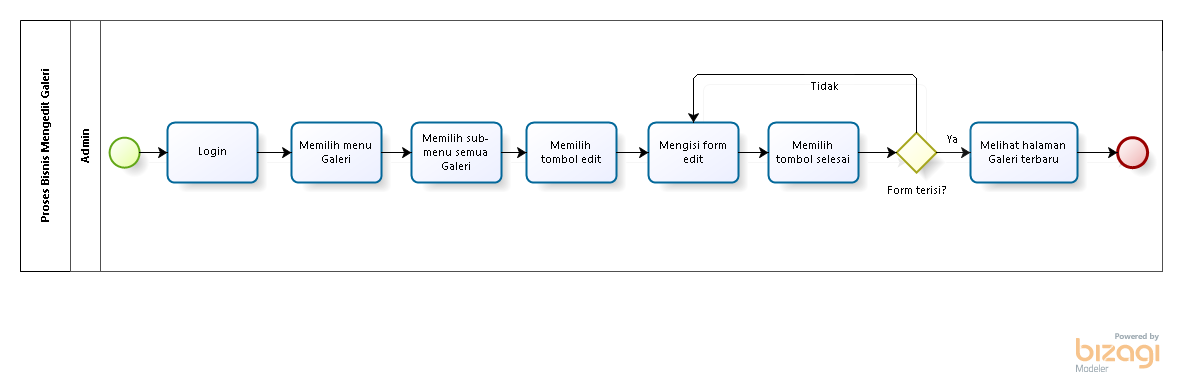 Proses Bisnis Mengedit Galeri
Admin
Login
Memilih menu
Galeri
Memilih sub-
menu semua
Galeri
Memilih
tombol edit
Mengisi form
edit
Memilih
tombol selesai
Tidak
Form terisi?
Ya
Melihat halaman
Galeri terbaru
Powered by
bizagi
Modeler